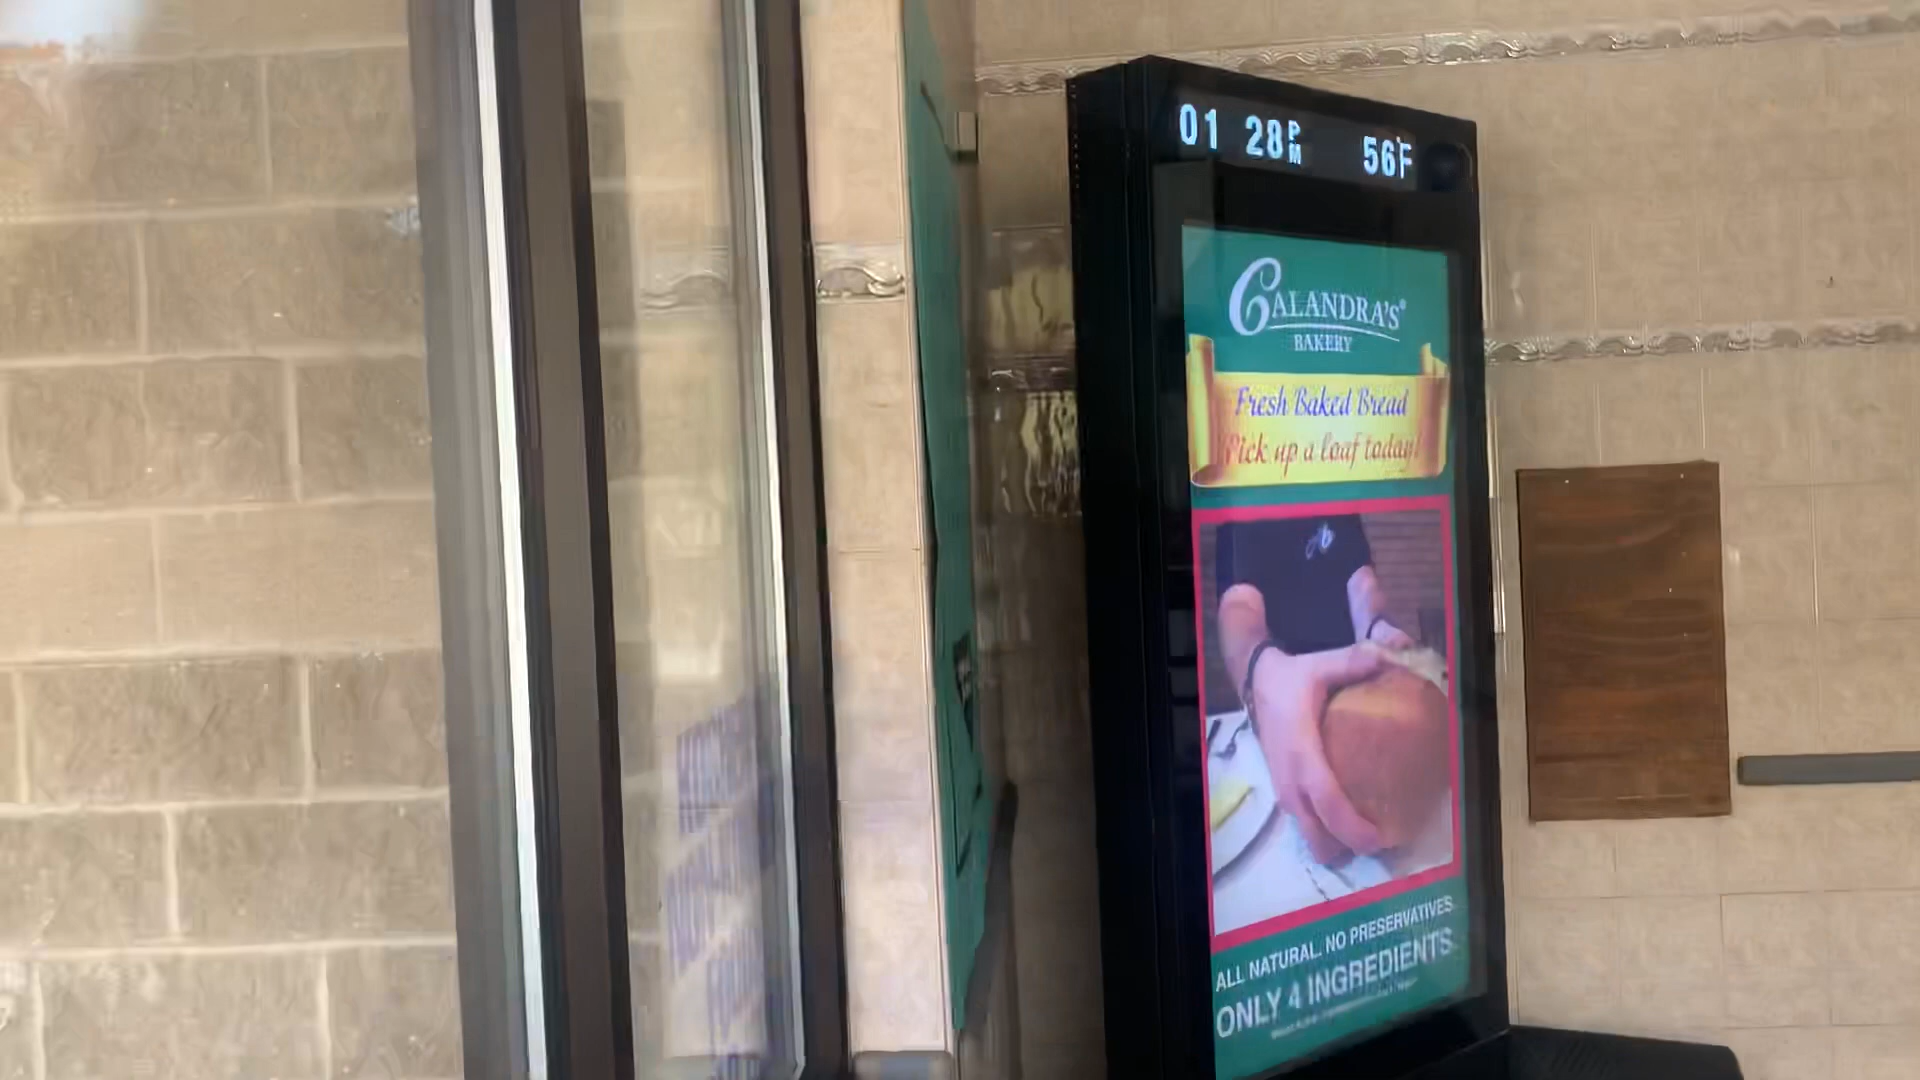 01 28 PM 56°F
CALANDRA'S®
BAKERY
Fresh Baked Bread
Pick up a loaf today!
ALL NATURAL, NO PRESERVATIVES
ONLY 4 INGREDIENTS